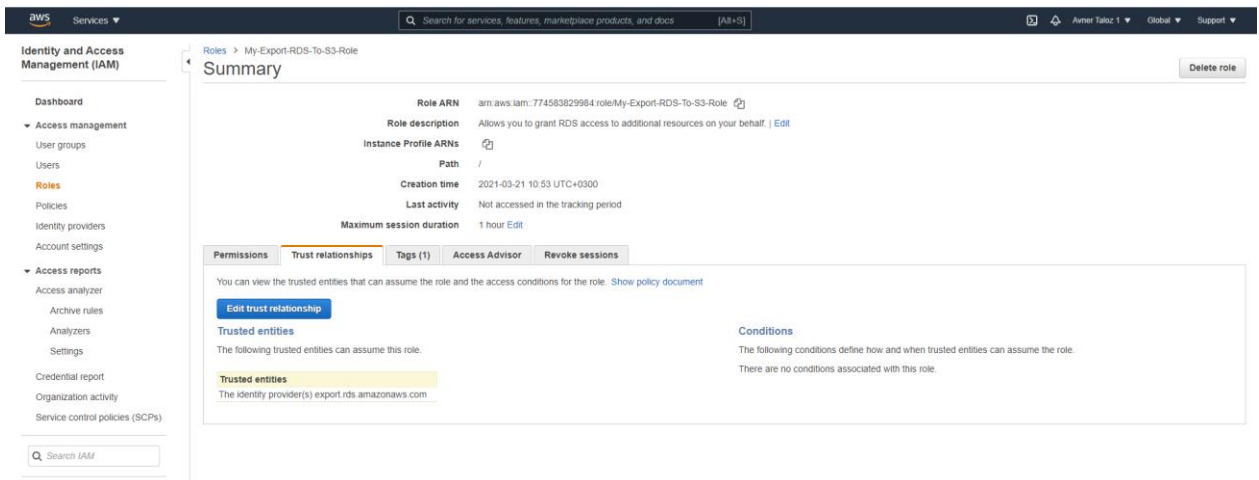 aws Services Search for services, features, marketplace products, and docs [Alt+S] Avner Taloz 1 Global Support
Identity and Access
Management (IAM)
Dashboard
Access management
User groups
Users
Roles
Policies
Identity providers
Account settings
Access reports
Access analyzer
Archive rules
Analyzers
Settings
Credential report
Organization activity
Service control policies (SCPs)
Search IAM
Roles > My-Export-RDS-To-S3-Role
Summary
Delete role
Role ARN arn:aws:iam::774583829984:role/My-Export-RDS-To-S3-Role
Role description Allows you to grant RDS access to additional resources on your behalf. | Edit
Instance Profile ARNs
Path /
Creation time 2021-03-21 10:53 UTC+0300
Last activity Not accessed in the tracking period
Maximum session duration 1 hour Edit
Permissions Trust relationships Tags (1) Access Advisor Revoke sessions
You can view the trusted entities that can assume the role and the access conditions for the role. Show policy document
Edit trust relationship
Trusted entities
The following trusted entities can assume this role.
Trusted entities
The identity provider(s) export.rds.amazonaws.com
Conditions
The following conditions define how and when trusted entities can assume the role.
There are no conditions associated with this role.